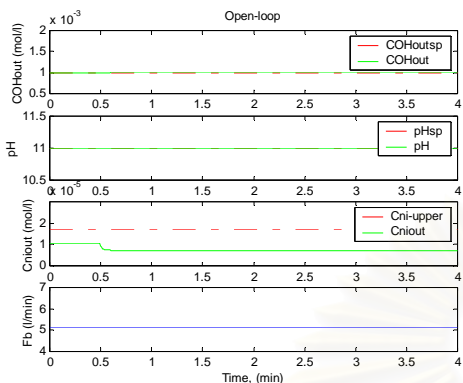 Open-loop
x 10^-3
COHout (mol/l)
2
1.5
1
0.5
COHoutsp
COHout
0 0.5 1 1.5 2 2.5 3 3.5 4
pH
11.5
11
10.5
pHsp
pH
0 0.5 1 1.5 2 2.5 3 3.5 4
x 10^-5
Cniout (mol/l)
3
2
1
0
Cni-upper
Cniout
0 0.5 1 1.5 2 2.5 3 3.5 4
Fb (l/min)
7
6
5
4
0 0.5 1 1.5 2 2.5 3 3.5 4
Time, (min)